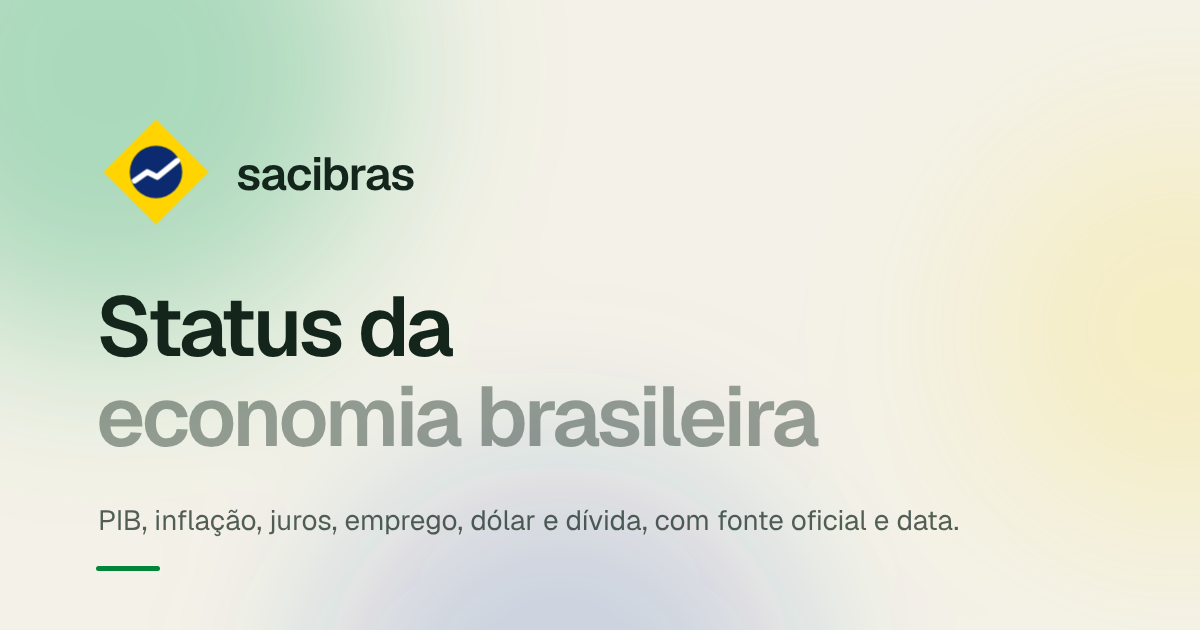 sacibras
Status da
economia brasileira
PIB, inflação, juros, emprego, dólar e dívida, com fonte oficial e data.